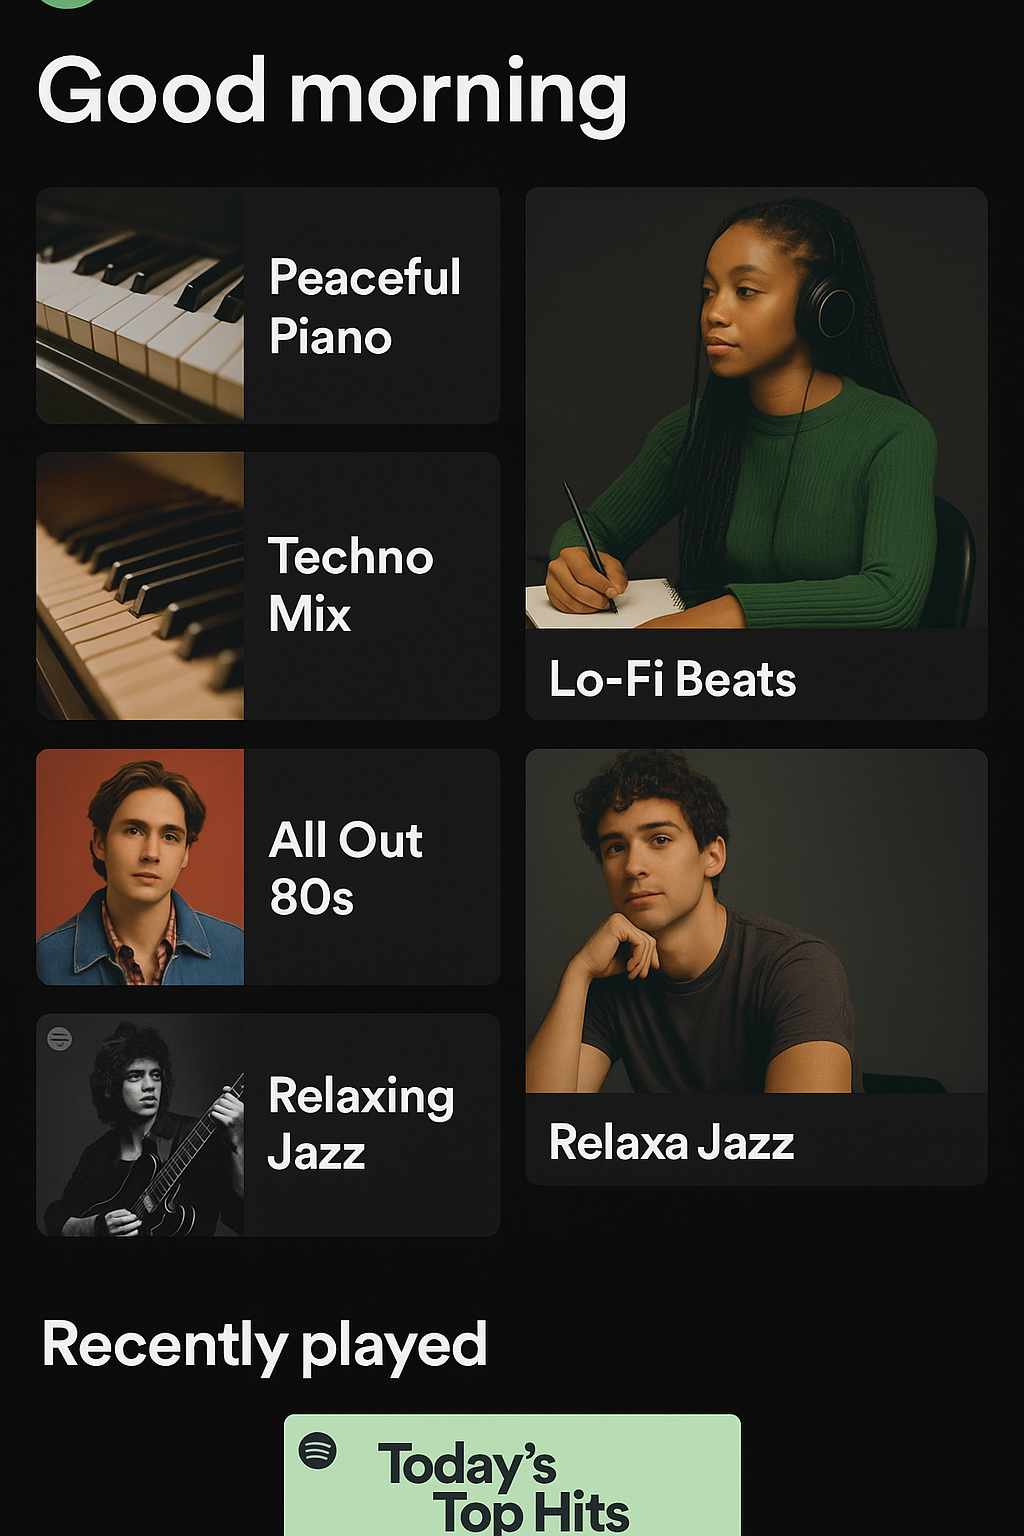 Good morning
Peaceful
Piano
Techno
Mix
Lo-Fi Beats
All Out
80s
Relaxing
Jazz
Relaxa Jazz
Recently played
Today's
Top Hits